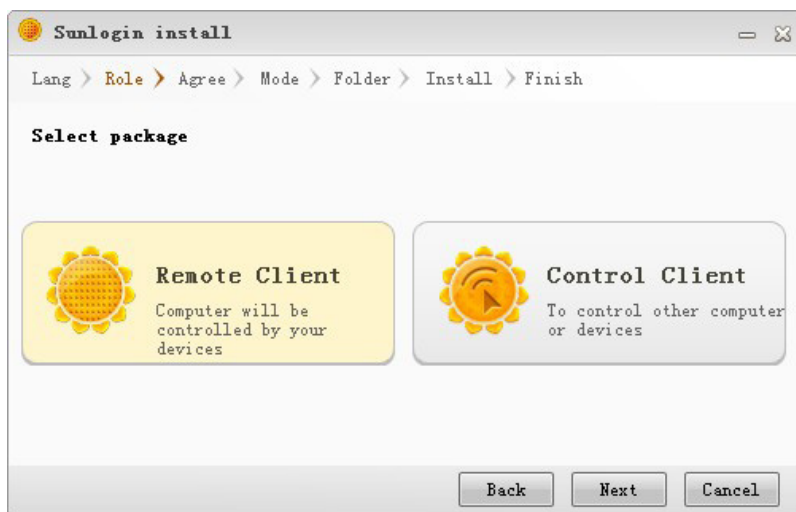 Sunlogin install
Lang Role Agree Mode Folder Install Finish
Select package
Remote Client
Computer will be
controlled by your
devices
Control Client
To control other computer
or devices
Back Next Cancel